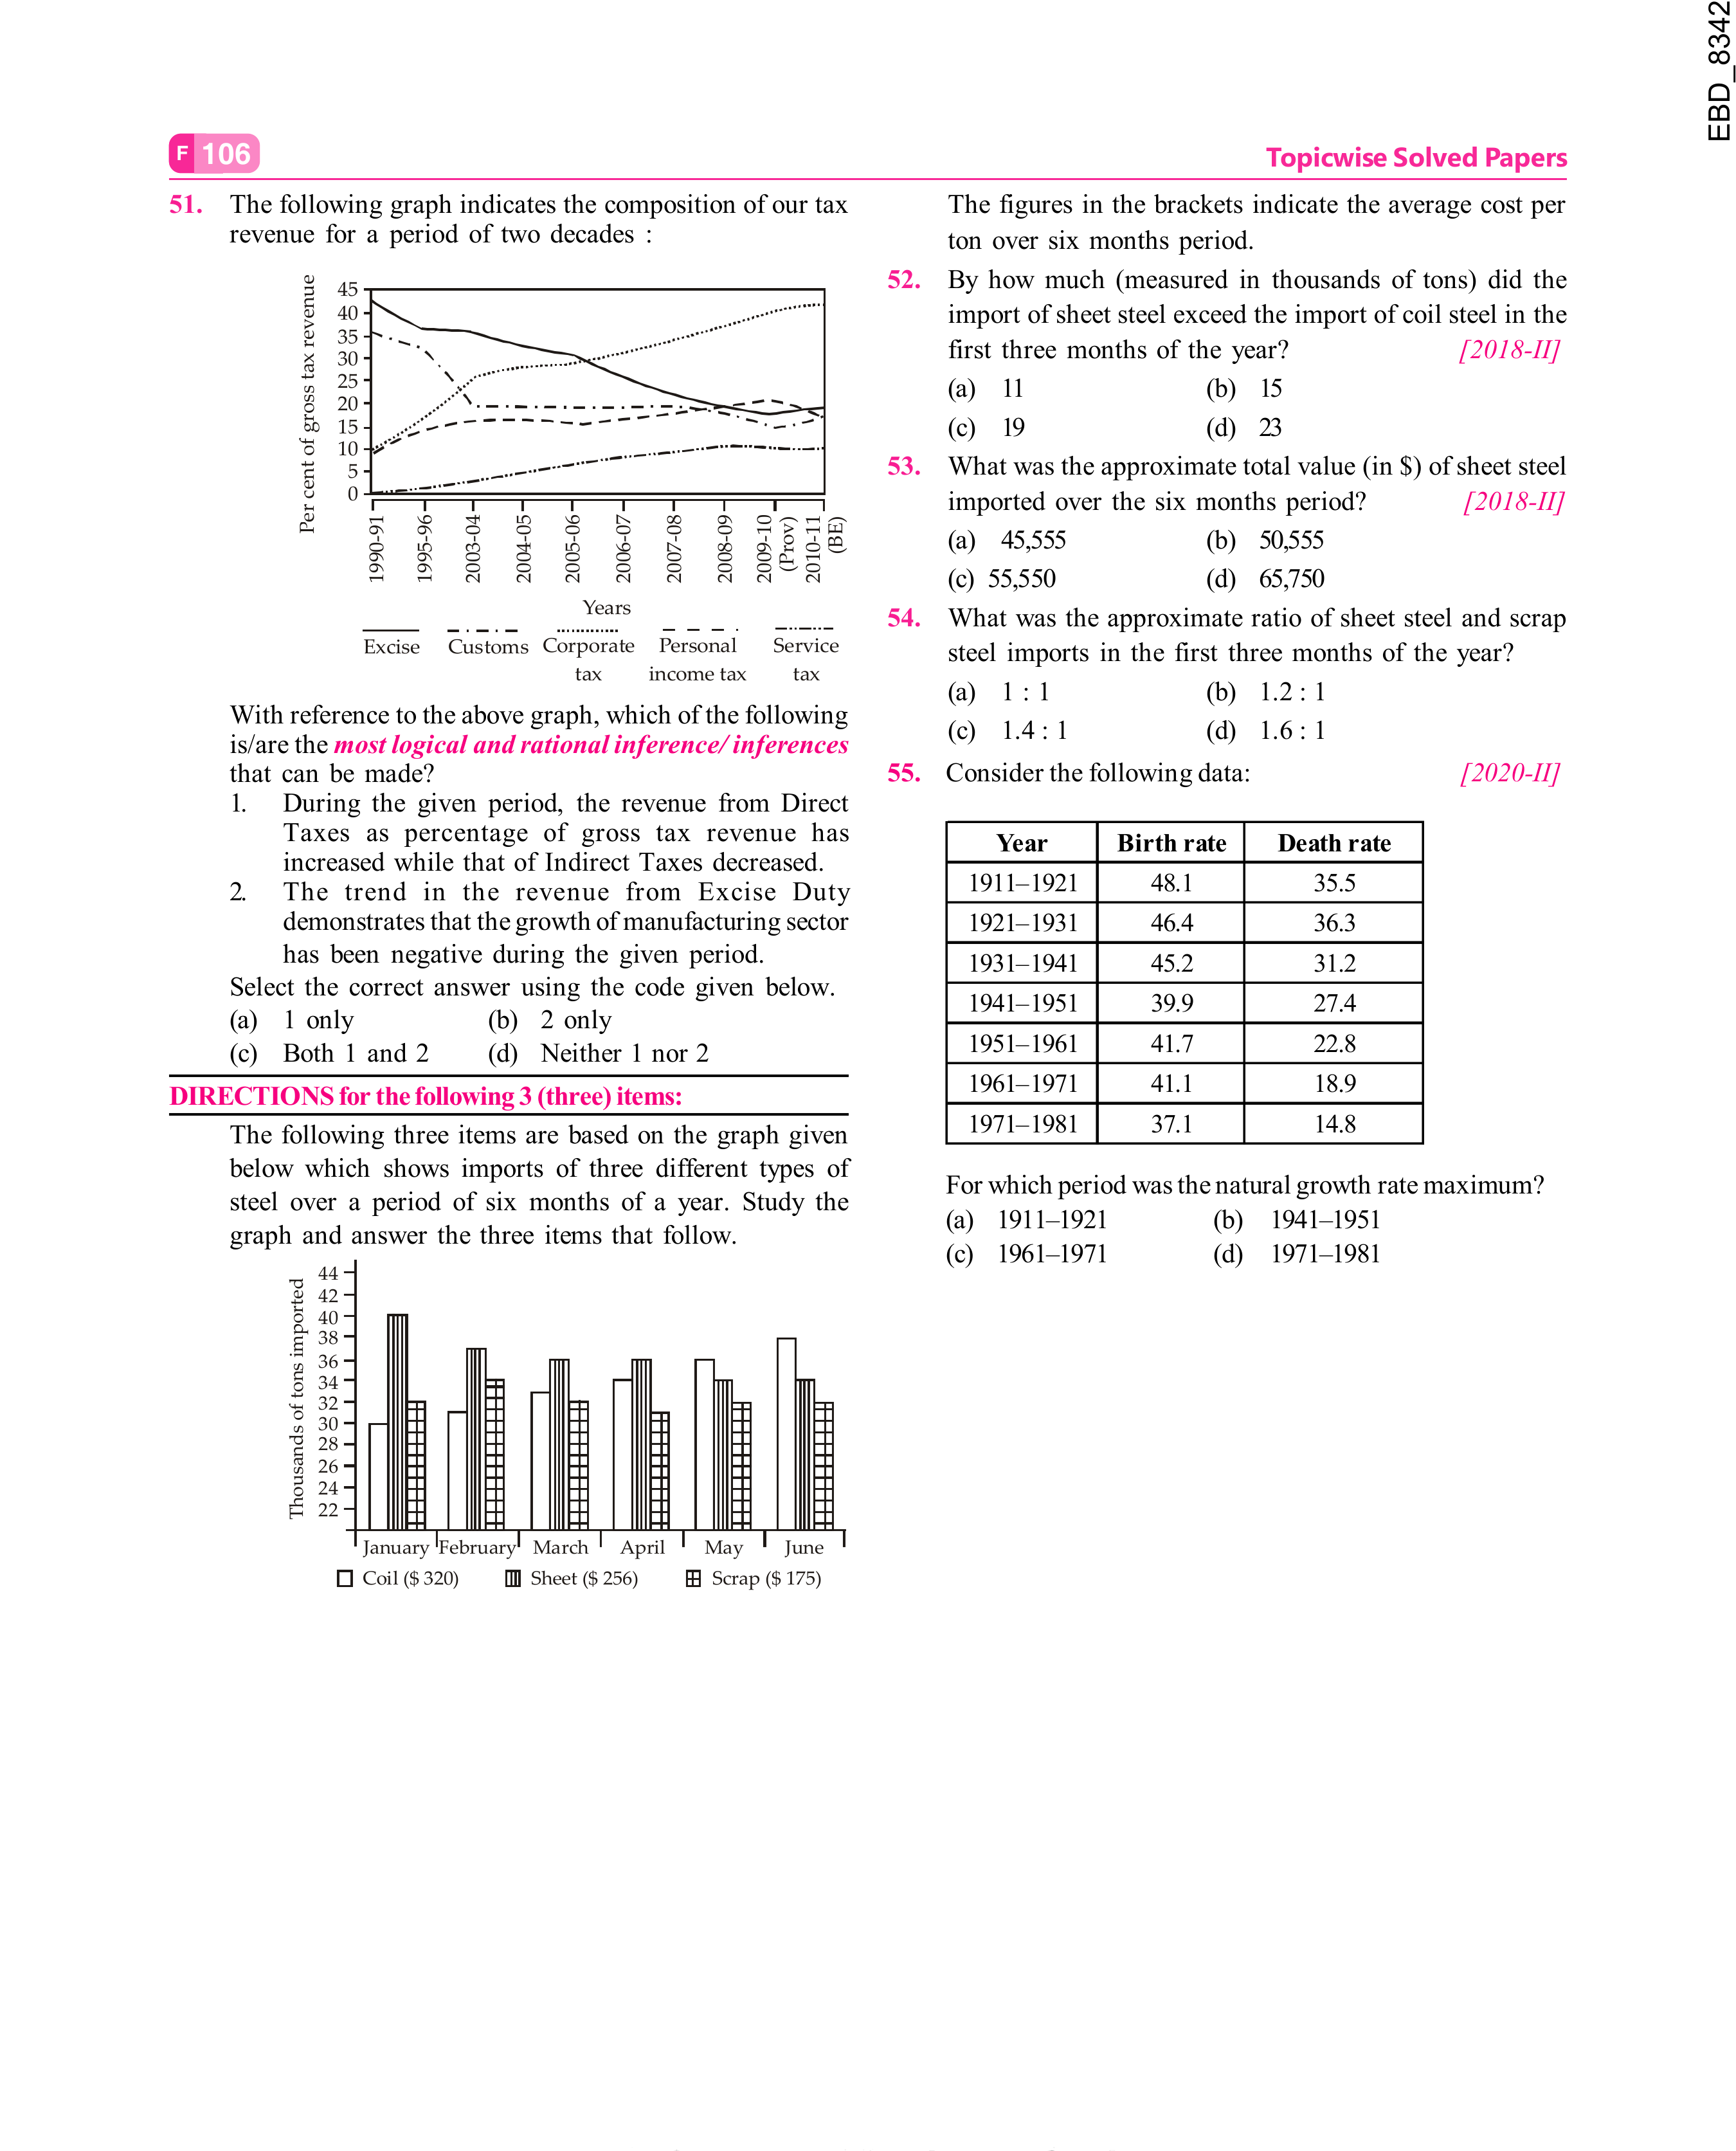 EBD_8342
F 106
Topicwise Solved Papers
51. The following graph indicates the composition of our tax
revenue for a period of two decades :
Per cent of gross tax revenue
45
40
35
30
25
20
15
10
5
0
1990-91
1995-96
2003-04
2004-05
2005-06
2006-07
2007-08
2008-09
2009-10
(Prov)
2010-11
(BE)
Years
Excise Customs Corporate Personal Service
tax income tax tax
With reference to the above graph, which of the following
is/are the most logical and rational inference/ inferences
that can be made?
1. During the given period, the revenue from Direct
Taxes as percentage of gross tax revenue has
increased while that of Indirect Taxes decreased.
2. The trend in the revenue from Excise Duty
demonstrates that the growth of manufacturing sector
has been negative during the given period.
Select the correct answer using the code given below.
(a) 1 only (b) 2 only
(c) Both 1 and 2 (d) Neither 1 nor 2
DIRECTIONS for the following 3 (three) items:
The following three items are based on the graph given
below which shows imports of three different types of
steel over a period of six months of a year. Study the
graph and answer the three items that follow.
Thousands of tons imported
44
42
40
38
36
34
32
30
28
26
24
22
January February March April May June
Coil ($ 320) Sheet ($ 256) Scrap ($ 175)
The figures in the brackets indicate the average cost per
ton over six months period.
52. By how much (measured in thousands of tons) did the
import of sheet steel exceed the import of coil steel in the
first three months of the year? [2018-II]
(a) 11 (b) 15
(c) 19 (d) 23
53. What was the approximate total value (in $) of sheet steel
imported over the six months period? [2018-II]
(a) 45,555 (b) 50,555
(c) 55,550 (d) 65,750
54. What was the approximate ratio of sheet steel and scrap
steel imports in the first three months of the year?
(a) 1 : 1 (b) 1.2 : 1
(c) 1.4 : 1 (d) 1.6 : 1
55. Consider the following data: [2020-II]
Year Birth rate Death rate
1911–1921 48.1 35.5
1921–1931 46.4 36.3
1931–1941 45.2 31.2
1941–1951 39.9 27.4
1951–1961 41.7 22.8
1961–1971 41.1 18.9
1971–1981 37.1 14.8
For which period was the natural growth rate maximum?
(a) 1911–1921 (b) 1941–1951
(c) 1961–1971 (d) 1971–1981